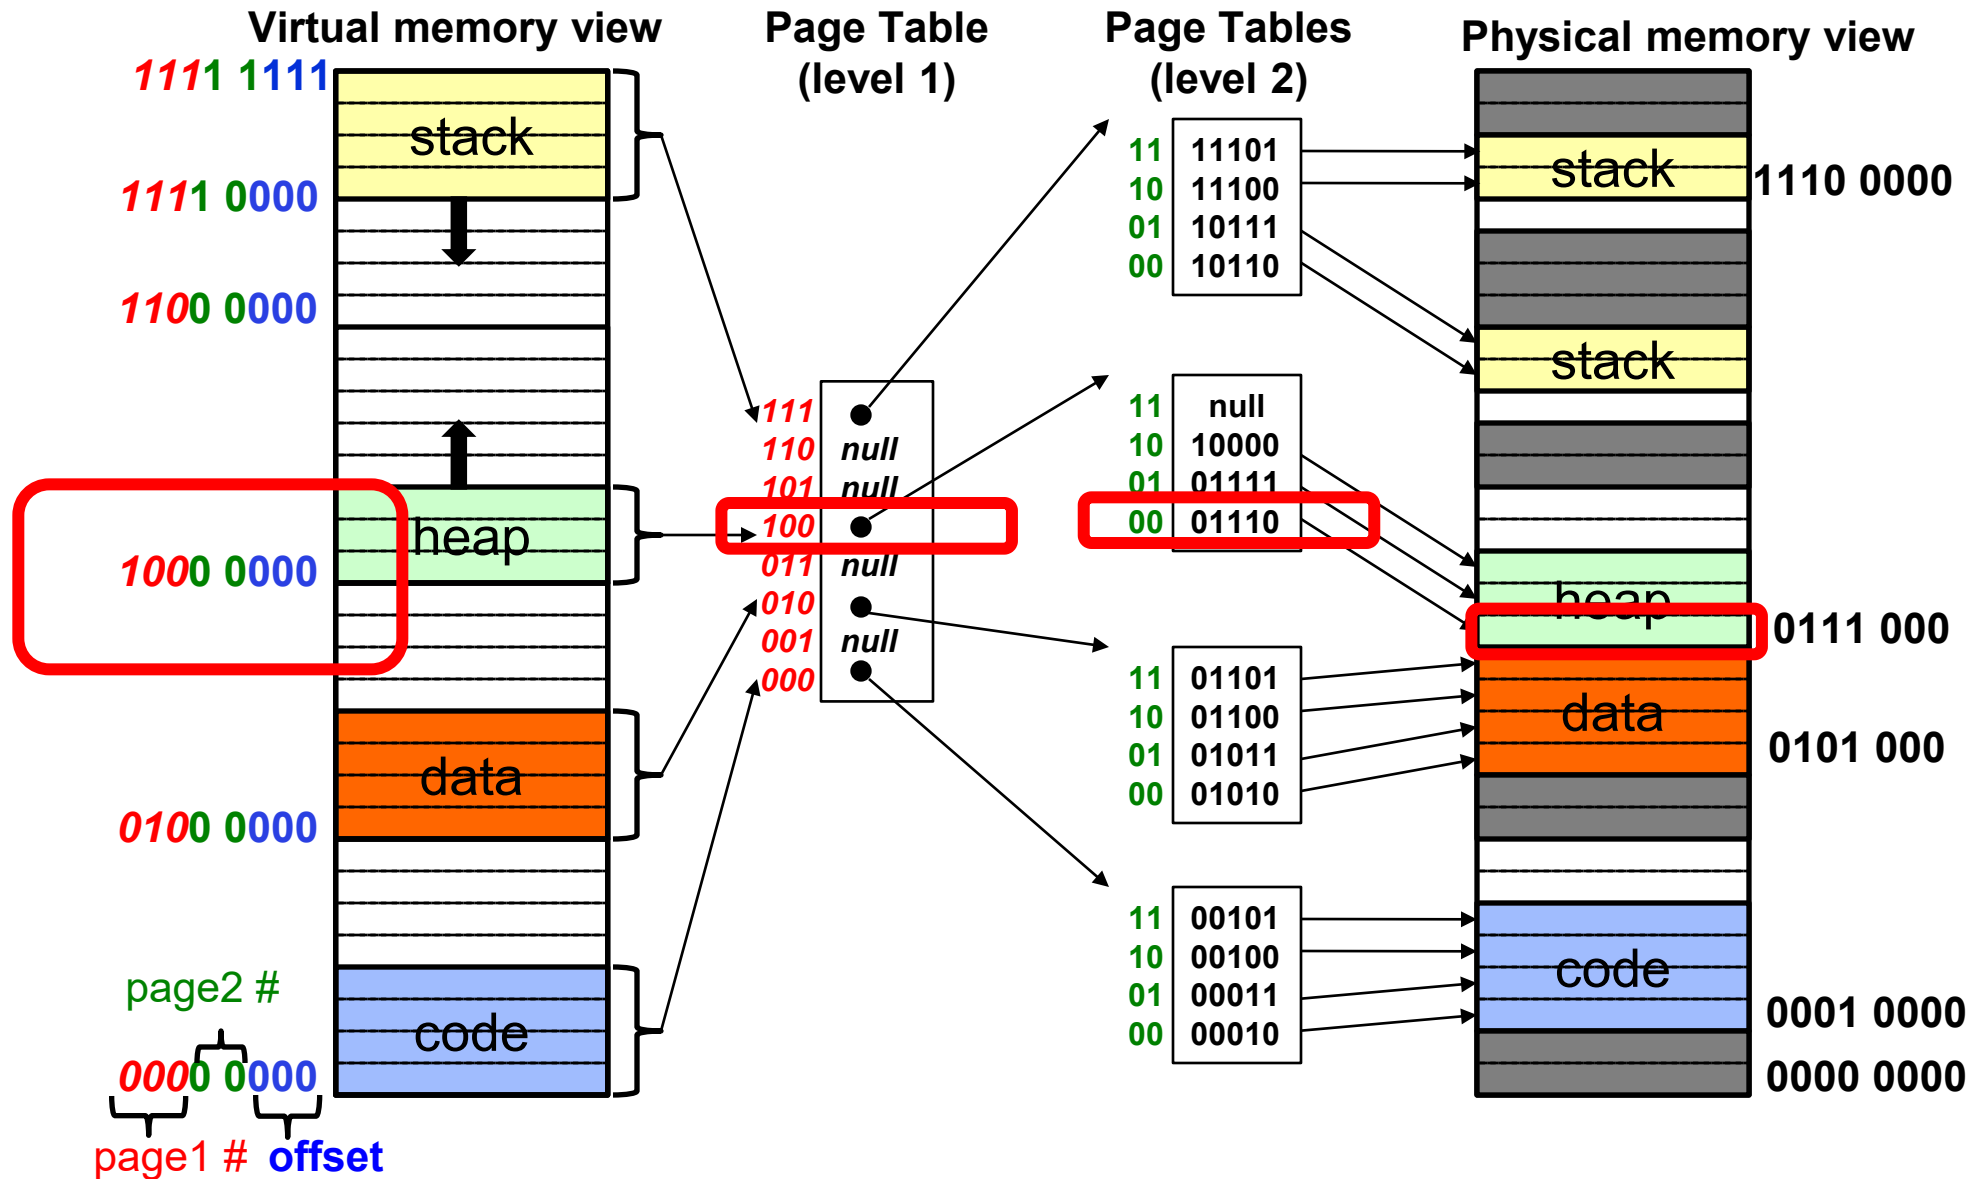 Virtual memory view
Page Table
(level 1)
Page Tables
(level 2)
Physical memory view
1111 1111
stack
1111 0000
1100 0000
heap
1000 0000
data
0100 0000
page2 #
code
0000 0000
page1 #
offset
111
110 null
101 null
100
011 null
010
001 null
000
11 11101
10 11100
01 10111
00 10110
11 null
10 10000
01 01111
00 01110
11 01101
10 01100
01 01011
00 01010
11 00101
10 00100
01 00011
00 00010
stack
1110 0000
stack
heap
0111 000
data
0101 000
code
0001 0000
0000 0000